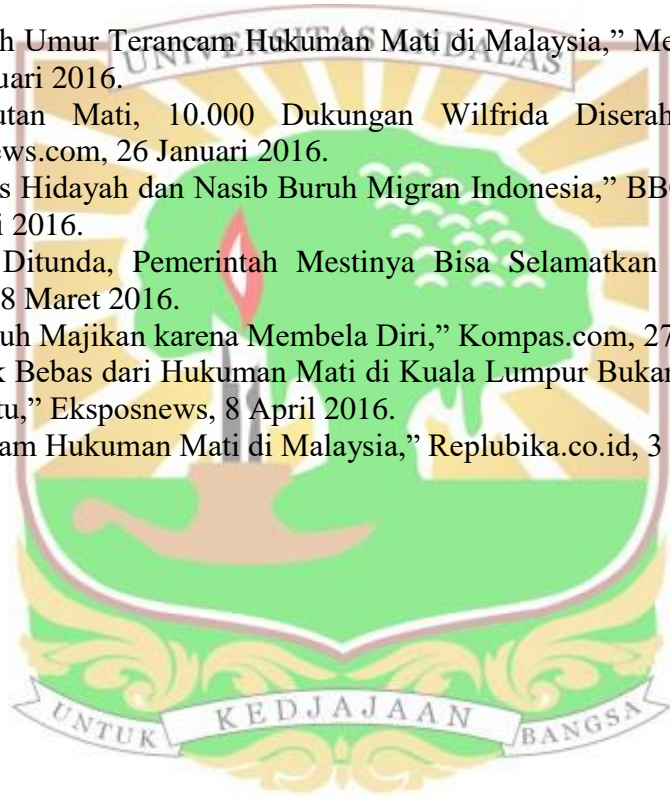 h Umur Terancam Hukuman Mati di Malaysia,” Me
UNIVERSITAS ANDALAS
uari 2016.
utan Mati, 10.000 Dukungan Wilfrida Diserah
ews.com, 26 Januari 2016.
s Hidayah dan Nasib Buruh Migran Indonesia,” BB
i 2016.
Ditunda, Pemerintah Mestinya Bisa Selamatkan
8 Maret 2016.
uh Majikan karena Membela Diri,” Kompas.com, 27
k Bebas dari Hukuman Mati di Kuala Lumpur Bukan
tu,” Eksposnews, 8 April 2016.
am Hukuman Mati di Malaysia,” Replubika.co.id, 3
UNTUK KEDJAJAAN BANGSA